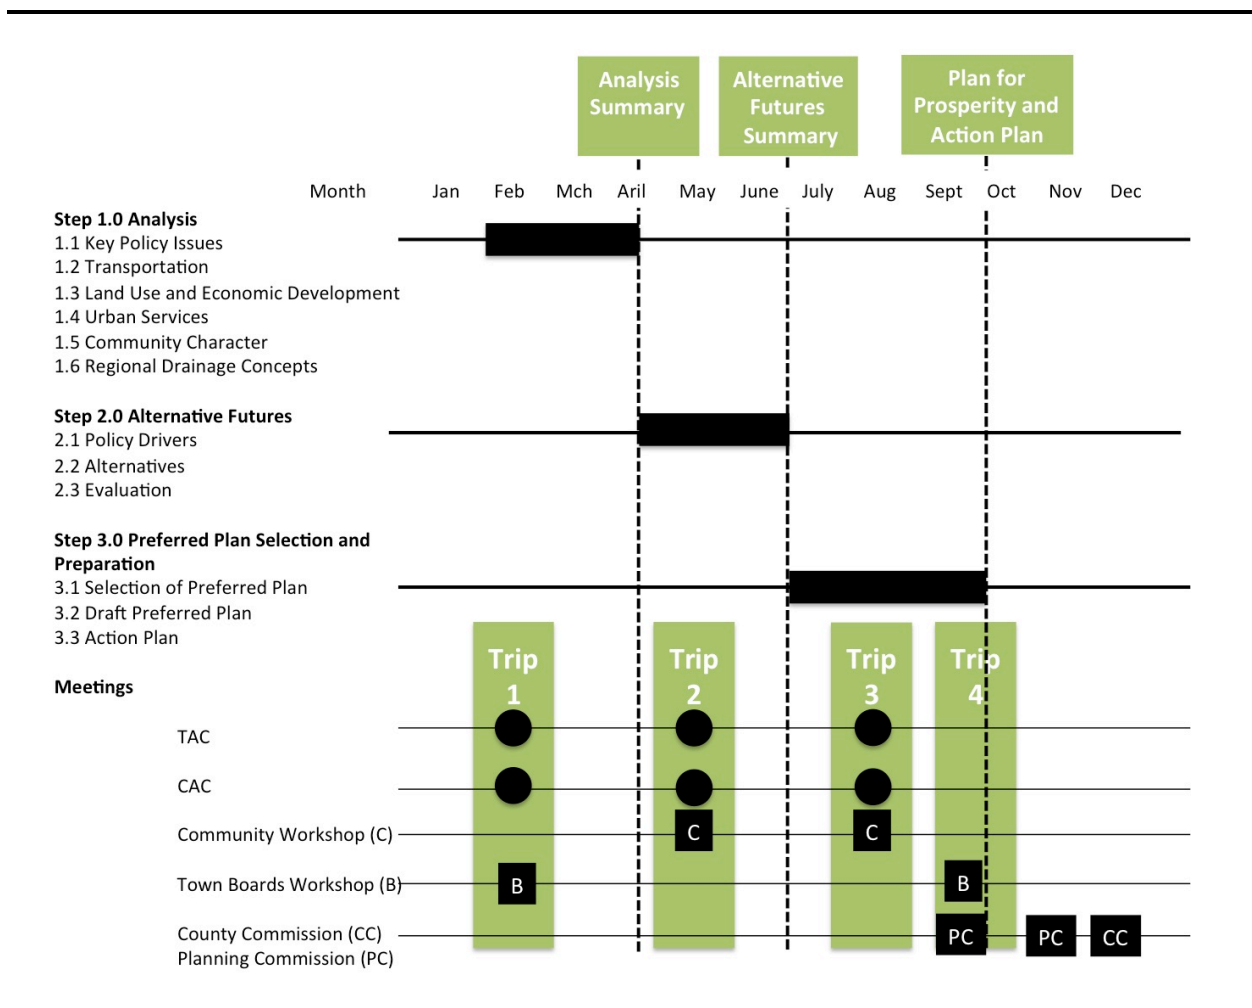 Analysis
Summary
Alternative
Futures
Summary
Plan for
Prosperity and
Action Plan
Month Jan Feb Mch Aril May June July Aug Sept Oct Nov Dec
Step 1.0 Analysis
1.1 Key Policy Issues
1.2 Transportation
1.3 Land Use and Economic Development
1.4 Urban Services
1.5 Community Character
1.6 Regional Drainage Concepts
Step 2.0 Alternative Futures
2.1 Policy Drivers
2.2 Alternatives
2.3 Evaluation
Step 3.0 Preferred Plan Selection and
Preparation
3.1 Selection of Preferred Plan
3.2 Draft Preferred Plan
3.3 Action Plan
Trip
1
Trip
2
Trip
3
Trip
4
Meetings
TAC
CAC
Community Workshop (C) C C
Town Boards Workshop (B) B B
County Commission (CC) PC PC CC
Planning Commission (PC)